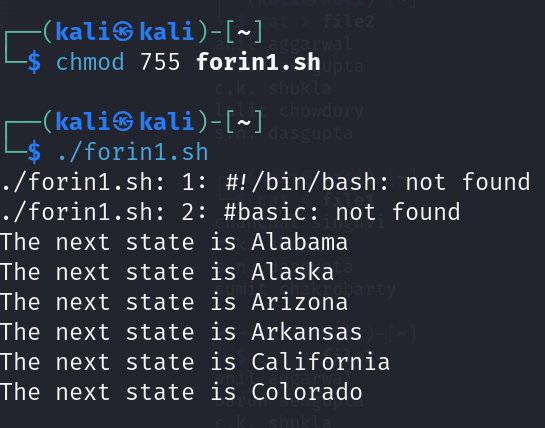 ┌──(kali㉿kali)-[~]
└─$ chmod 755 forin1.sh
┌──(kali㉿kali)-[~]
└─$ ./forin1.sh
./forin1.sh: 1: #!/bin/bash: not found
./forin1.sh: 2: #basic: not found
The next state is Alabama
The next state is Alaska
The next state is Arizona
The next state is Arkansas
The next state is California
The next state is Colorado